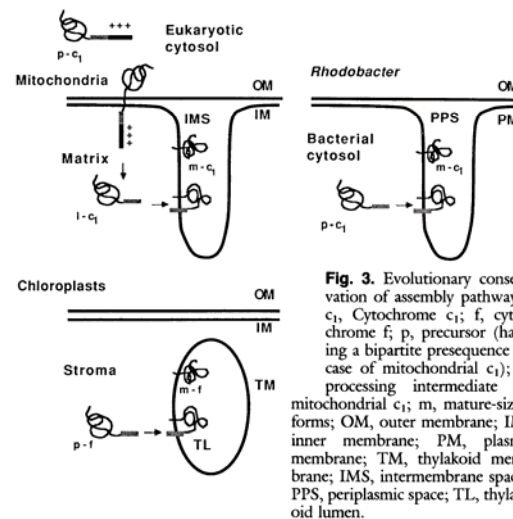 +++
p-c₁
Eukaryotic
cytosol
Mitochondria
OM
IM
IMS
+++
Matrix
m-c₁
i-c₁
Rhodobacter
OM
PM
PPS
Bacterial
cytosol
m-c₁
p-c₁
Chloroplasts
OM
IM
Stroma
TM
m-f
p-f
TL
Fig. 3. Evolutionary conser
vation of assembly pathway
c₁, Cytochrome c₁; f, cyt
chrome f; p, precursor (ha
ing a bipartite presequence
case of mitochondrial c₁);
processing intermediate
mitochondrial c₁; m, mature-siz
forms; OM, outer membrane; I
inner membrane; PM, plas
membrane; TM, thylakoid mem
brane; IMS, intermembrane spac
PPS, periplasmic space; TL, thyla
oid lumen.